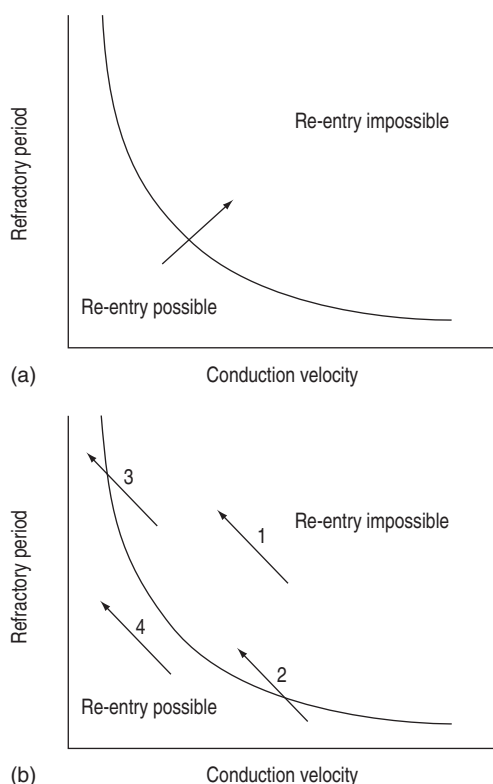 Refractory period
Re-entry impossible
Re-entry possible
(a)
Conduction velocity
Refractory period
3
1
Re-entry impossible
4
2
Re-entry possible
(b)
Conduction velocity